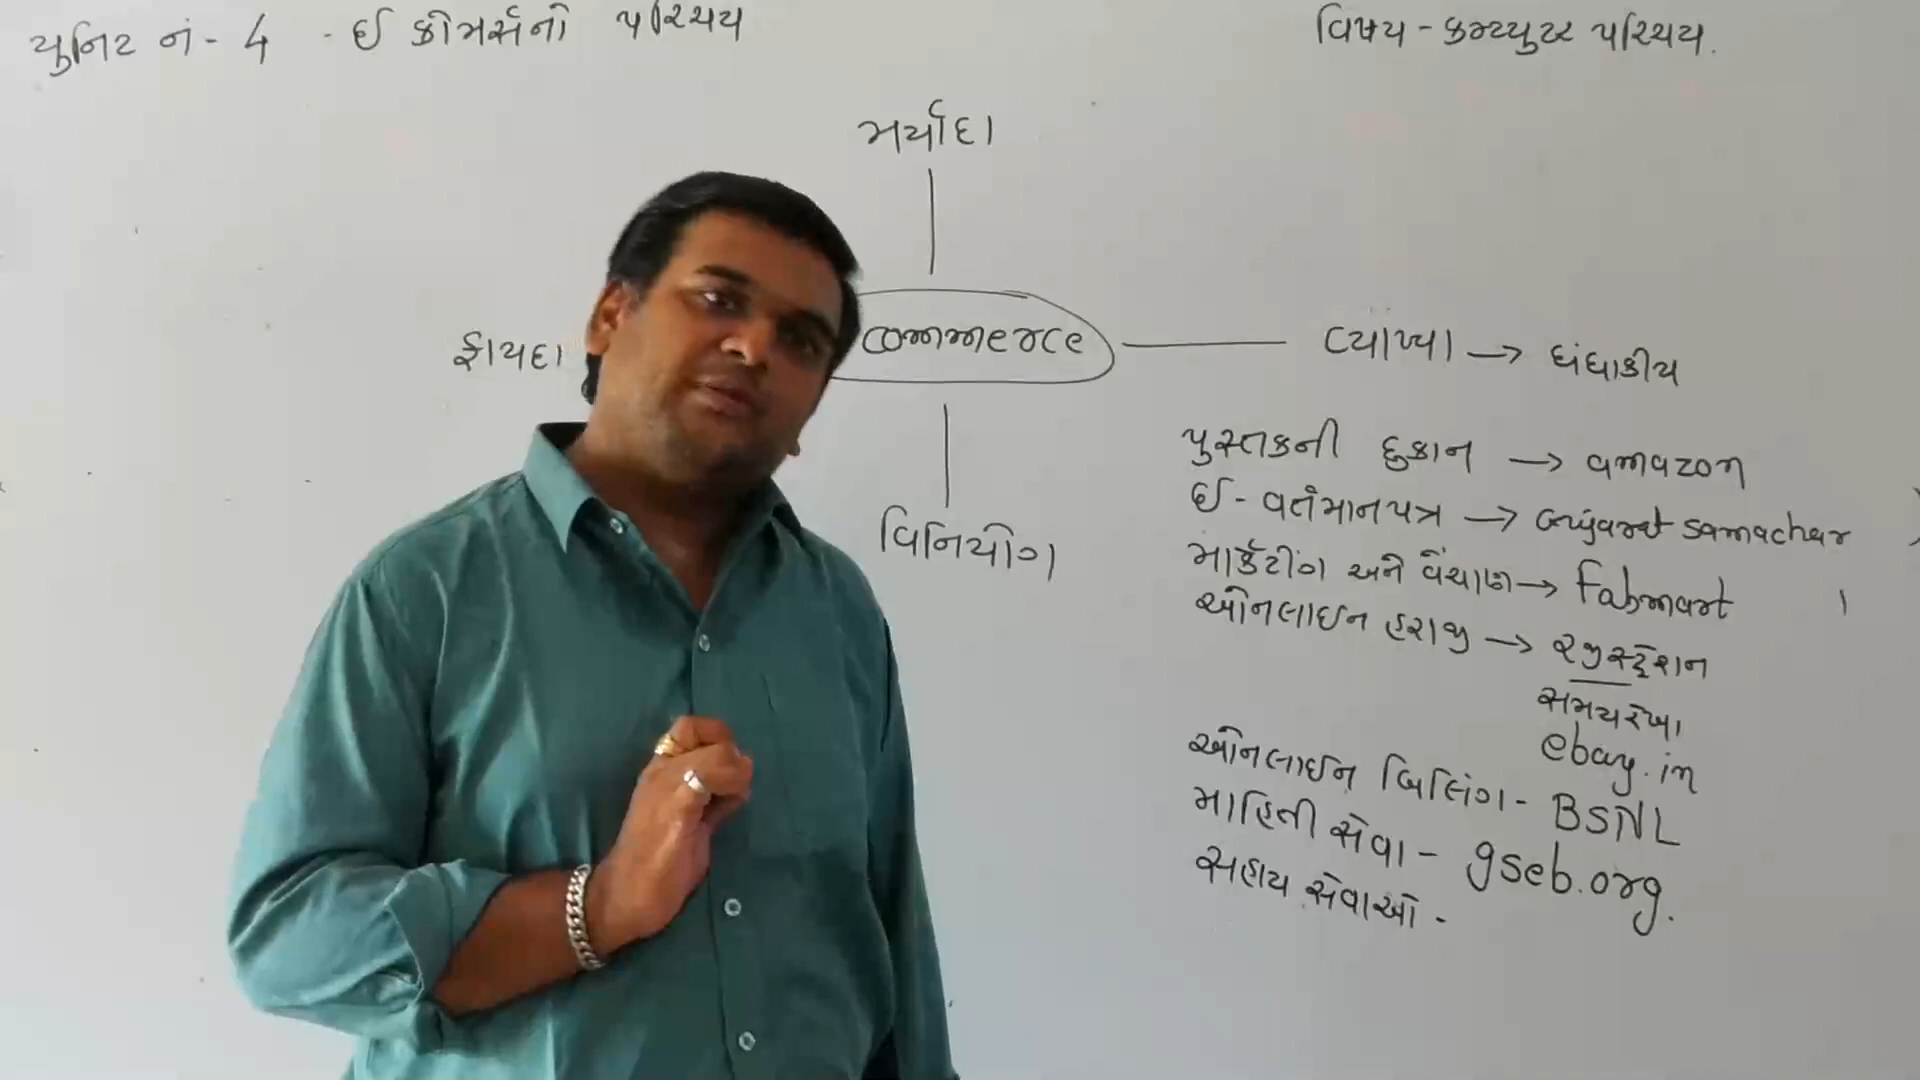 યુનિટ નં - 4 - ઈ કોમર્સનો પરિચય
વિષય - કમ્પ્યુટર પરિચય.
મર્યાદા
ફાયદા
commerce
વ્યાખ્યા → ધંધાકીય
વિનિયોગ
પુસ્તકની દુકાન → amazon
ઈ - વર્તમાનપત્ર → Gujarat samachar
માર્કેટીંગ અને વેંચાણ → Fabmart
ઓનલાઇન હરાજી → રજીસ્ટ્રેશન
સમયરેખા
ebay.in
ઓનલાઇન બિલિંગ - BSNL
માહિતી સેવા - gseb.org.
સહાય સેવાઓ -